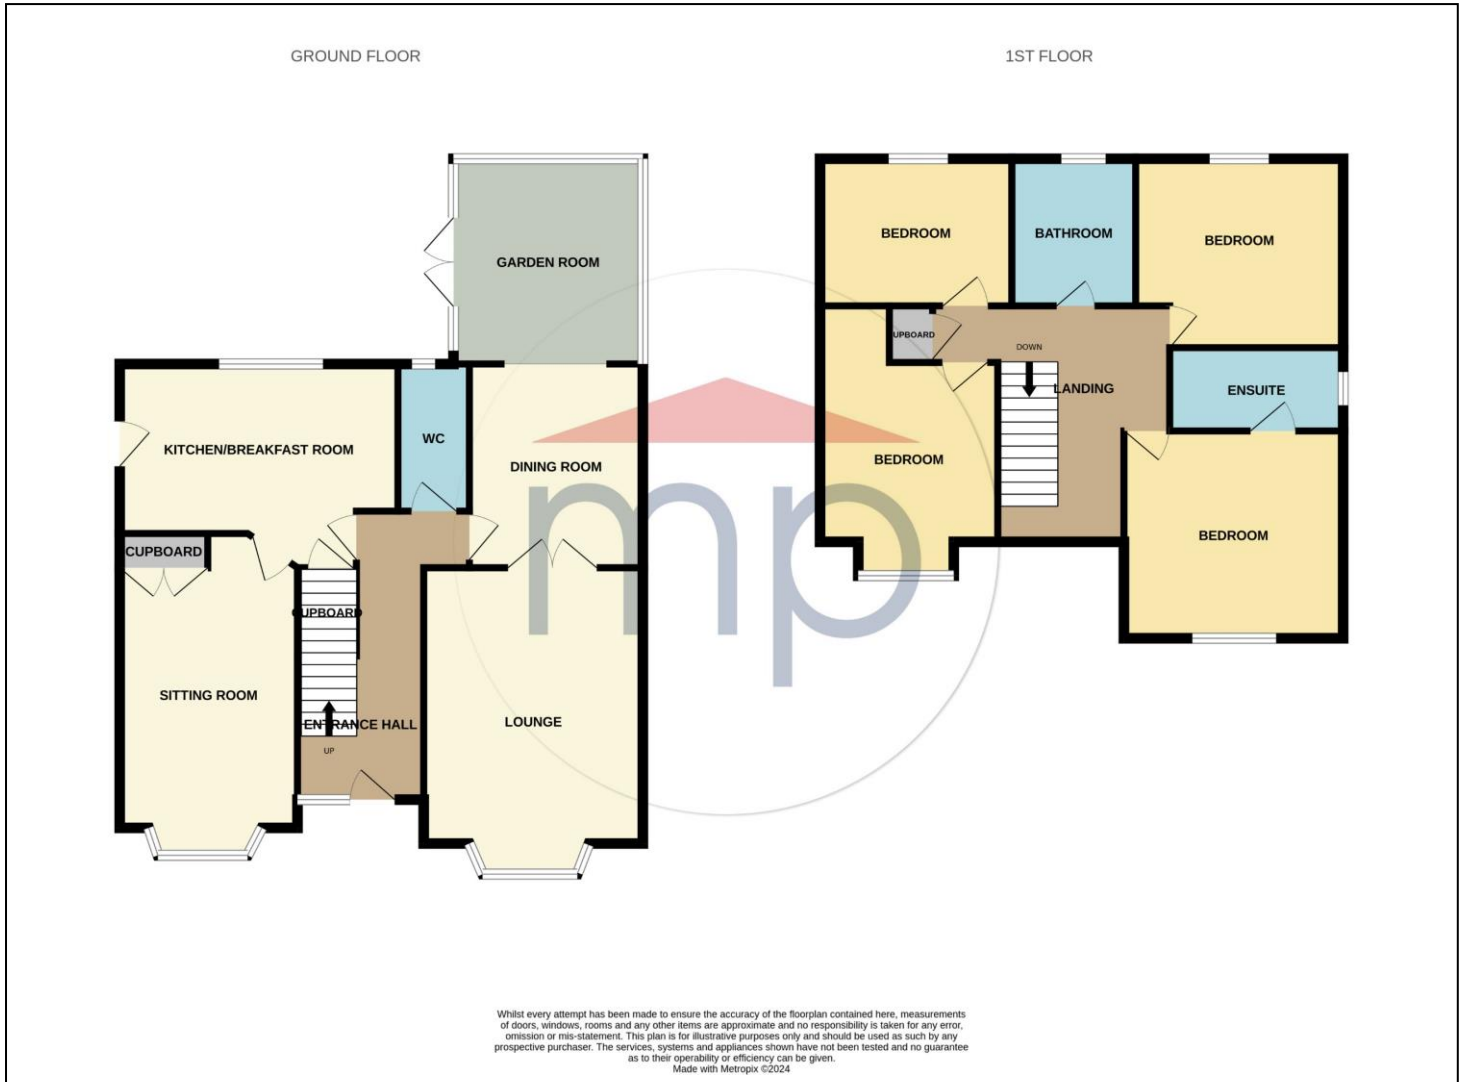 GROUND FLOOR
1ST FLOOR
GARDEN ROOM
KITCHEN/BREAKFAST ROOM
WC
DINING ROOM
CUPBOARD
CUPBOARD
SITTING ROOM
ENTRANCE HALL
UP
LOUNGE
BEDROOM
BATHROOM
BEDROOM
UPBOARD
DOWN
LANDING
ENSUITE
BEDROOM
BEDROOM
mp
Whilst every attempt has been made to ensure the accuracy of the floorplan contained here, measurements
of doors, windows, rooms and any other items are approximate and no responsibility is taken for any error,
omission or mis-statement. This plan is for illustrative purposes only and should be used as such by any
prospective purchaser. The services, systems and appliances shown have not been tested and no guarantee
as to their operability or efficiency can be given.
Made with Metropix ©2024